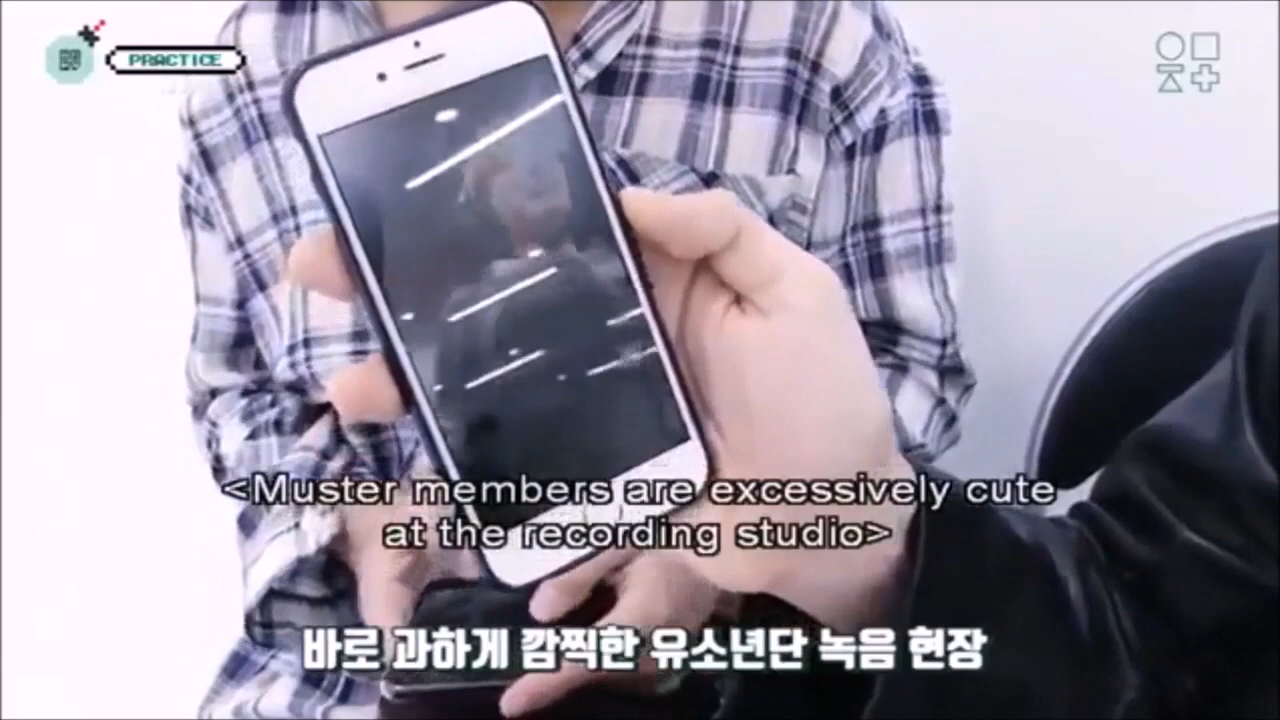 PRACTICE
<Muster members are excessively cute
at the recording studio>
바로 과하게 깜찍한 유소년단 녹음 현장